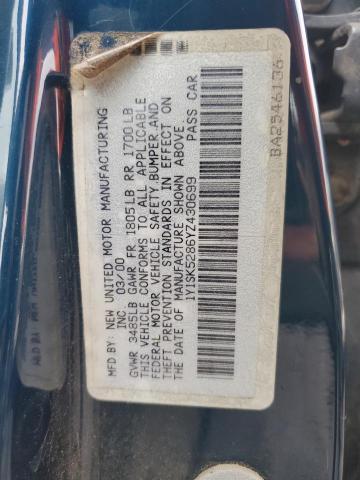 MFD.BY: NEW UNITED MOTOR MANUFACTURING
INC. 03/00
GVWR 3485LB GAWR FR 1805LB RR 1700LB
THIS VEHICLE CONFORMS TO ALL APPLICABLE
FEDERAL MOTOR VEHICLE SAFETY, BUMPER, AND
THEFT PREVENTION STANDARDS IN EFFECT ON
THE DATE OF MANUFACTURE SHOWN ABOVE
1Y1SK5286YZ430699 PASS CAR
BA2546136